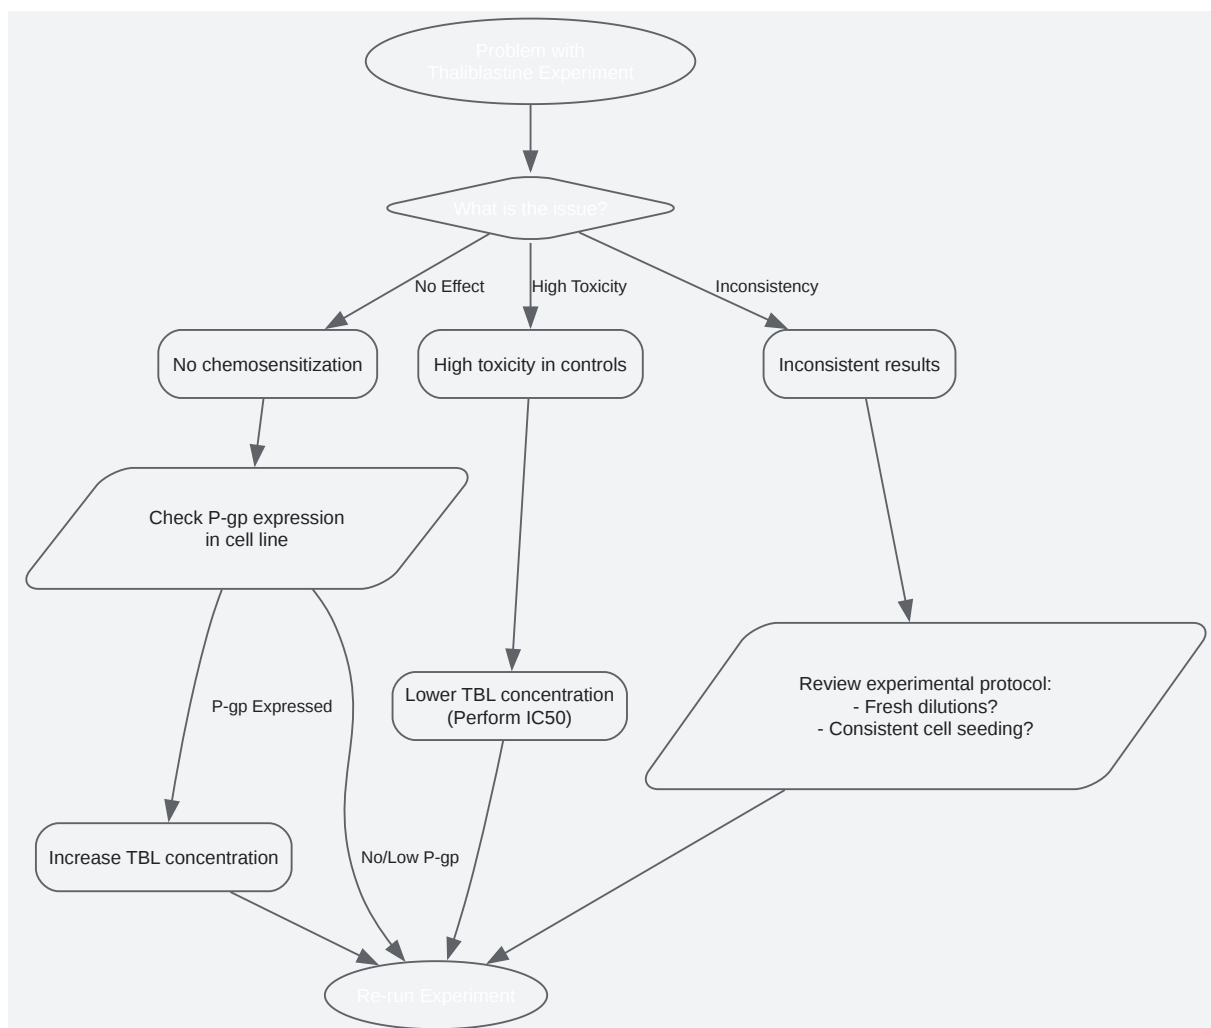 Problem with
Thaliblastine Experiment
What is the issue?
No Effect
High Toxicity
Inconsistency
No chemosensitization
High toxicity in controls
Inconsistent results
Check P-gp expression
in cell line
P-gp Expressed
Lower TBL concentration
(Perform IC50)
Review experimental protocol:
- Fresh dilutions?
- Consistent cell seeding?
Increase TBL concentration
No/Low P-gp
Re-run Experiment